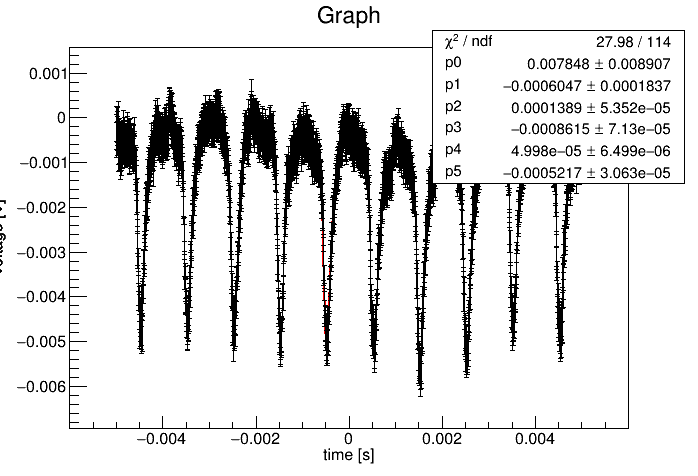 Graph
χ² / ndf 27.98 / 114
p0 0.007848 ± 0.008907
p1 −0.0006047 ± 0.0001837
p2 0.0001389 ± 5.352e−05
p3 −0.0008615 ± 7.13e−05
p4 4.998e−05 ± 6.499e−06
p5 −0.0005217 ± 3.063e−05
0.001
0
−0.001
−0.002
−0.003
−0.004
−0.005
−0.006
−0.004 −0.002 0 0.002 0.004
time [s]